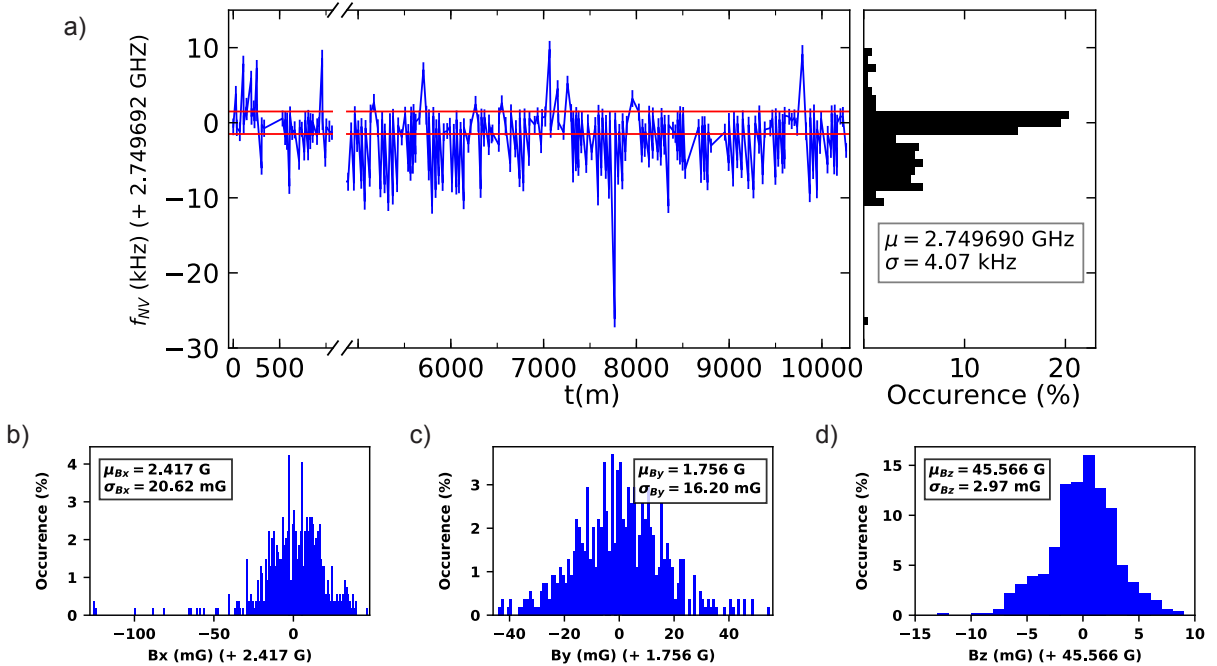 a)
f_NV (kHz) (+ 2.749692 GHz)
10
0
−10
−20
−30
0
500
6000
7000
8000
9000
10000
t(m)
μ = 2.749690 GHz
σ = 4.07 kHz
10
20
Occurence (%)
b)
Occurence (%)
4
3
2
1
0
μ_Bx = 2.417 G
σ_Bx = 20.62 mG
−100
−50
0
Bx (mG) (+ 2.417 G)
c)
Occurence (%)
3
2
1
0
μ_By = 1.756 G
σ_By = 16.20 mG
−40
−20
0
20
40
By (mG) (+ 1.756 G)
d)
Occurence (%)
15
10
5
0
μ_Bz = 45.566 G
σ_Bz = 2.97 mG
−15
−10
−5
0
5
10
Bz (mG) (+ 45.566 G)